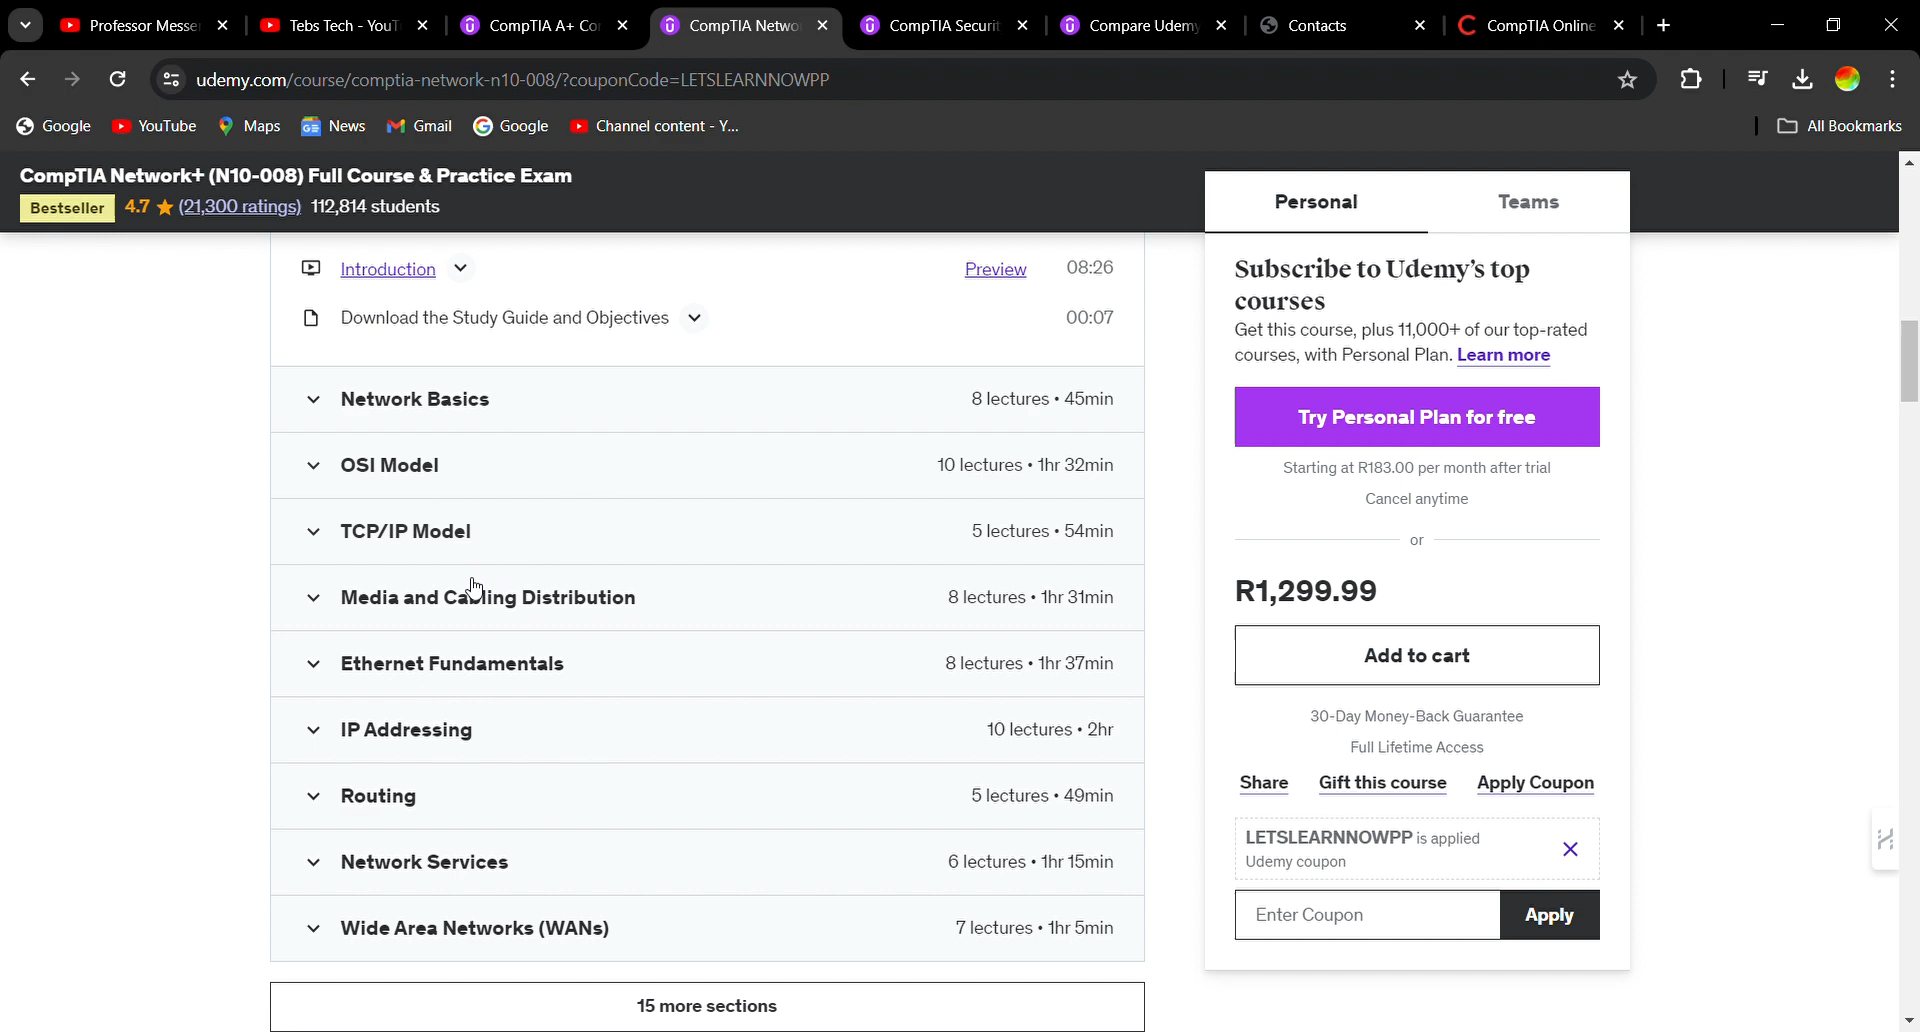 Professor Messe
Tebs Tech - YouT
CompTIA A+ Co
CompTIA Netwo
CompTIA Securit
Compare Udemy
Contacts
CompTIA Online
udemy.com/course/comptia-network-n10-008/?couponCode=LETSLEARNNOWPP
Google
YouTube
Maps
News
Gmail
Google
Channel content - Y...
All Bookmarks
CompTIA Network+ (N10-008) Full Course & Practice Exam
Bestseller 4.7 (21,300 ratings) 112,814 students
Introduction Preview 08:26
Download the Study Guide and Objectives 00:07
Network Basics 8 lectures • 45min
OSI Model 10 lectures • 1hr 32min
TCP/IP Model 5 lectures • 54min
Media and Cabling Distribution 8 lectures • 1hr 31min
Ethernet Fundamentals 8 lectures • 1hr 37min
IP Addressing 10 lectures • 2hr
Routing 5 lectures • 49min
Network Services 6 lectures • 1hr 15min
Wide Area Networks (WANs) 7 lectures • 1hr 5min
15 more sections
Personal Teams
Subscribe to Udemy's top
courses
Get this course, plus 11,000+ of our top-rated
courses, with Personal Plan. Learn more
Try Personal Plan for free
Starting at R183.00 per month after trial
Cancel anytime
or
R1,299.99
Add to cart
30-Day Money-Back Guarantee
Full Lifetime Access
Share Gift this course Apply Coupon
LETSLEARNNOWPP is applied
Udemy coupon
Enter Coupon Apply